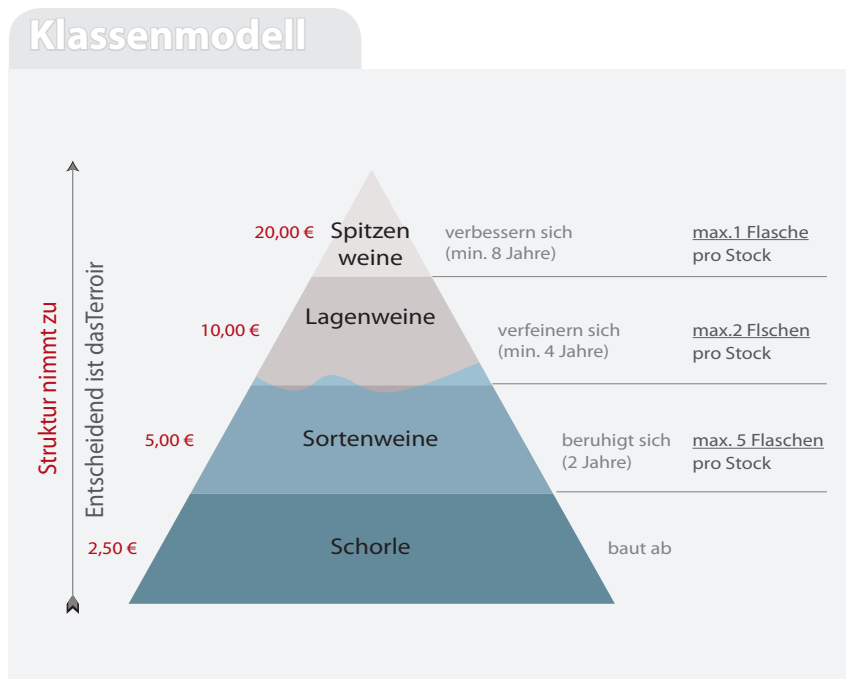 Klassenmodell
Struktur nimmt zu
Entscheidend ist dasTerroir
20,00 €
Spitzen
weine
verbessern sich
(min. 8 Jahre)
max.1 Flasche
pro Stock
10,00 €
Lagenweine
verfeinern sich
(min. 4 Jahre)
max.2 Flschen
pro Stock
5,00 €
Sortenweine
beruhigt sich
(2 Jahre)
max. 5 Flaschen
pro Stock
2,50 €
Schorle
baut ab